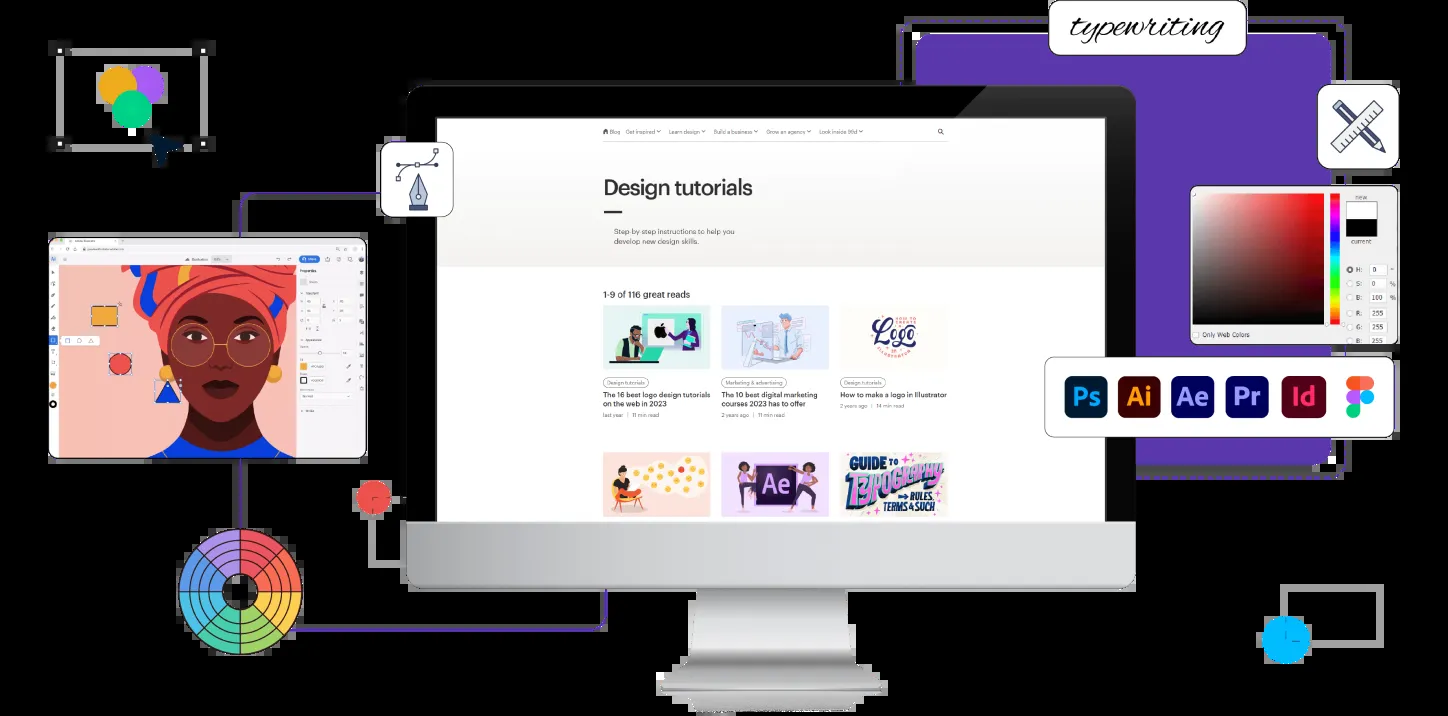 typewriting
Blog Get inspired Learn design Build a business Grow an agency Look inside 99d
Design tutorials
Step-by-step instructions to help you
develop new design skills.
1-9 of 116 great reads
Design tutorials
The 16 best logo design tutorials
on the web in 2023
last year | 11 min read
Marketing & advertising
The 10 best digital marketing
courses 2023 has to offer
2 years ago | 11 min read
HOW TO
CREATE
Logo
ILLUSTRATOR
Design tutorials
How to make a logo in Illustrator
2 years ago | 14 min read
Ae
GUIDE TO
TYPOGRAPHY
RULES,
TERMS & SUCH
new
current
H: 0 °
S: 0 %
B: 100 %
R: 255
G: 255
B: 255
Only Web Colors
Ps Ai Ae Pr Id
Properties